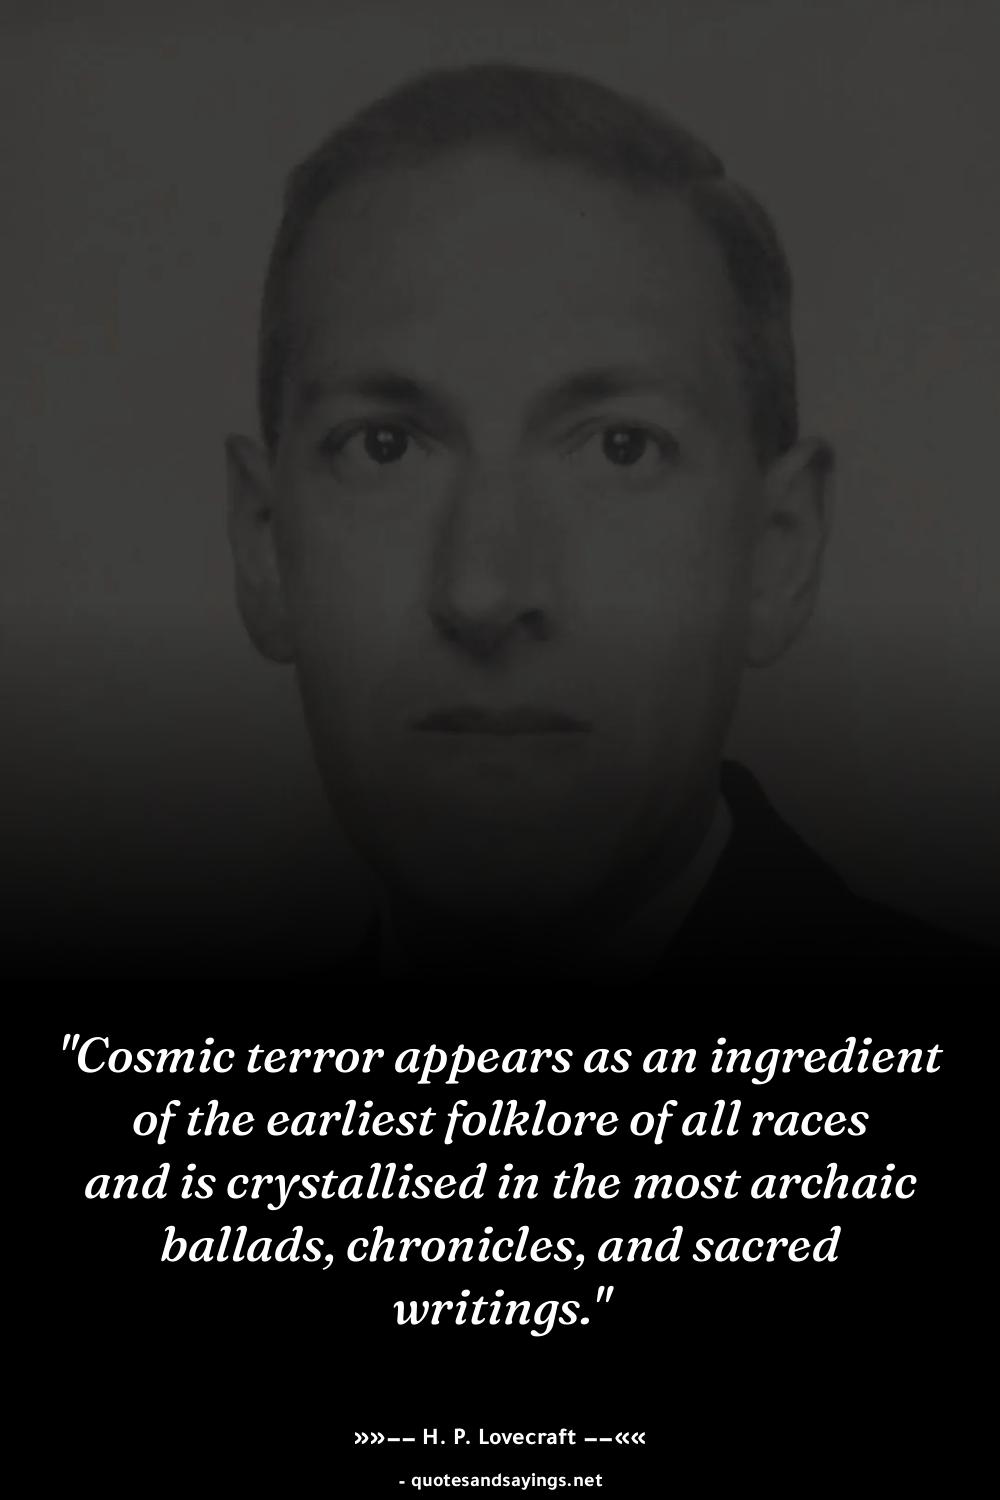 "Cosmic terror appears as an ingredient
of the earliest folklore of all races
and is crystallised in the most archaic
ballads, chronicles, and sacred
writings."
»»−− H. P. Lovecraft −−««
- quotesandsayings.net